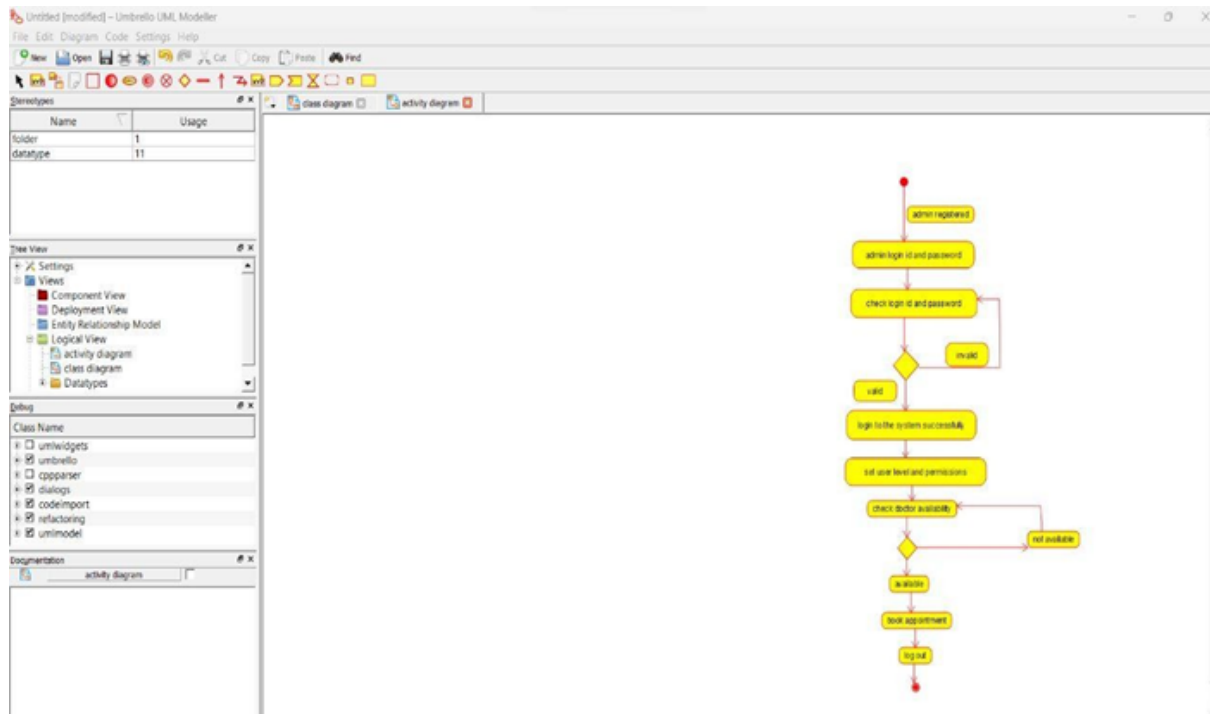 Untitled [modified] – Umbrello UML Modeller
File Edit Diagram Code Settings Help
New Open Cut Copy Paste Find
Stereotypes
class diagram activity diagram
Name Usage
folder 1
datatype 11
Tree View
Settings
Views
Component View
Deployment View
Entity Relationship Model
Logical View
activity diagram
class diagram
Datatypes
Debug
Class Name
umlwidgets
umbrello
cppparser
dialogs
codeimport
refactoring
umlmodel
Documentation
activity diagram
admin registered
admin login id and password
check login id and password
invalid
valid
login to the system successfully
set user level and permissions
check doctor availability
not available
available
book appointment
log out